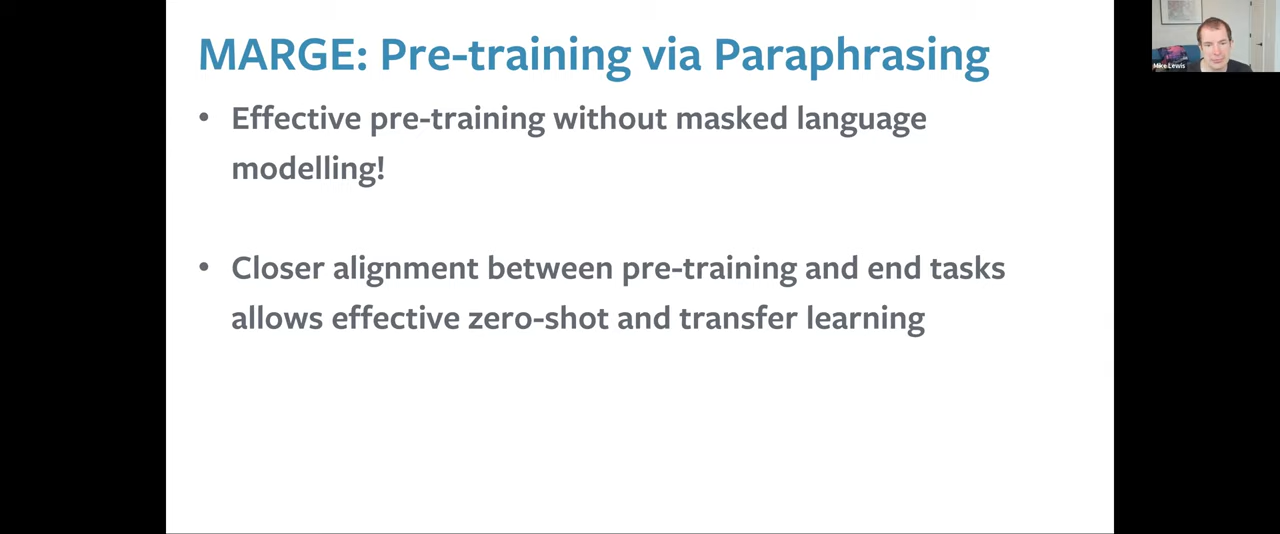 MARGE: Pre-training via Paraphrasing
• Effective pre-training without masked language
modelling!
• Closer alignment between pre-training and end tasks
allows effective zero-shot and transfer learning
Mike Lewis